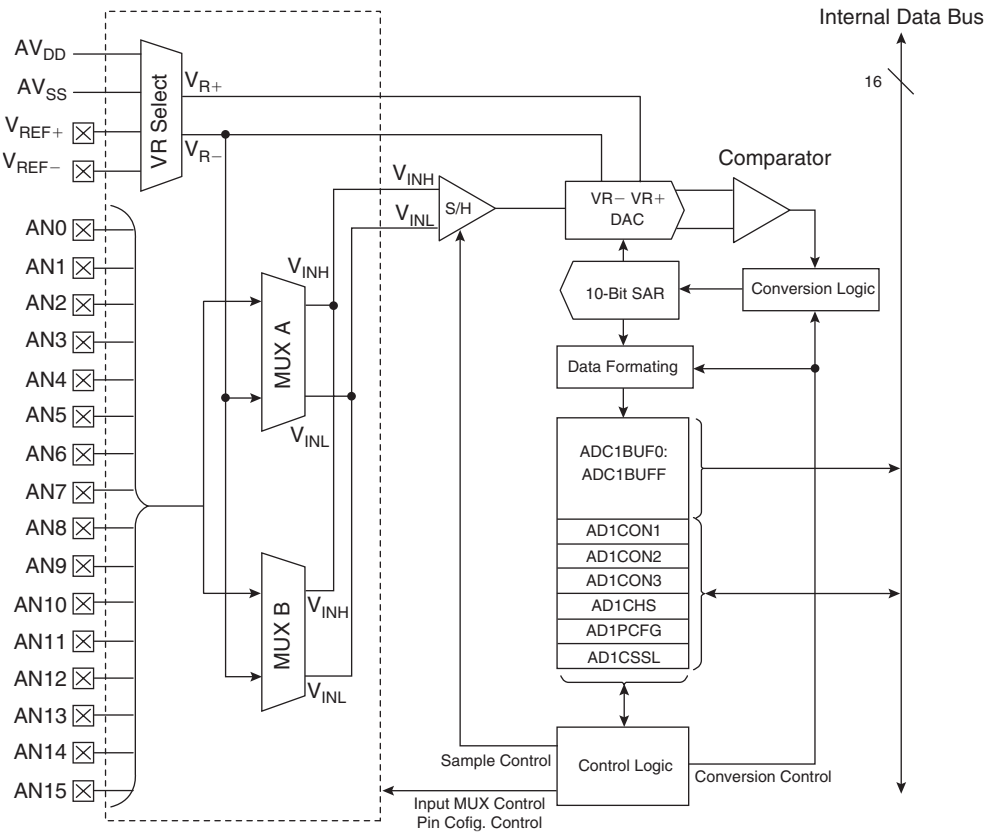 Internal Data Bus
16
AVDD
AVSS
VREF+
VREF−
VR Select
VR+
VR−
AN0
AN1
AN2
AN3
AN4
AN5
AN6
AN7
AN8
AN9
AN10
AN11
AN12
AN13
AN14
AN15
MUX A
VINH
VINL
MUX B
VINH
VINL
VINH
VINL
S/H
VR− VR+
DAC
Comparator
10-Bit SAR
Conversion Logic
Data Formating
ADC1BUF0:
ADC1BUFF
AD1CON1
AD1CON2
AD1CON3
AD1CHS
AD1PCFG
AD1CSSL
Control Logic
Sample Control
Conversion Control
Input MUX Control
Pin Cofig. Control